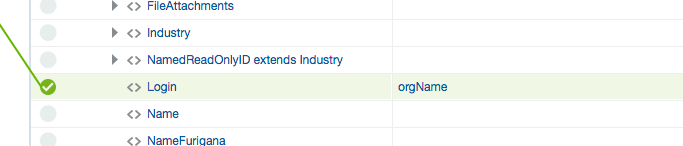 FileAttachments
Industry
NamedReadOnlyID extends Industry
Login orgName
Name
NameFurigana